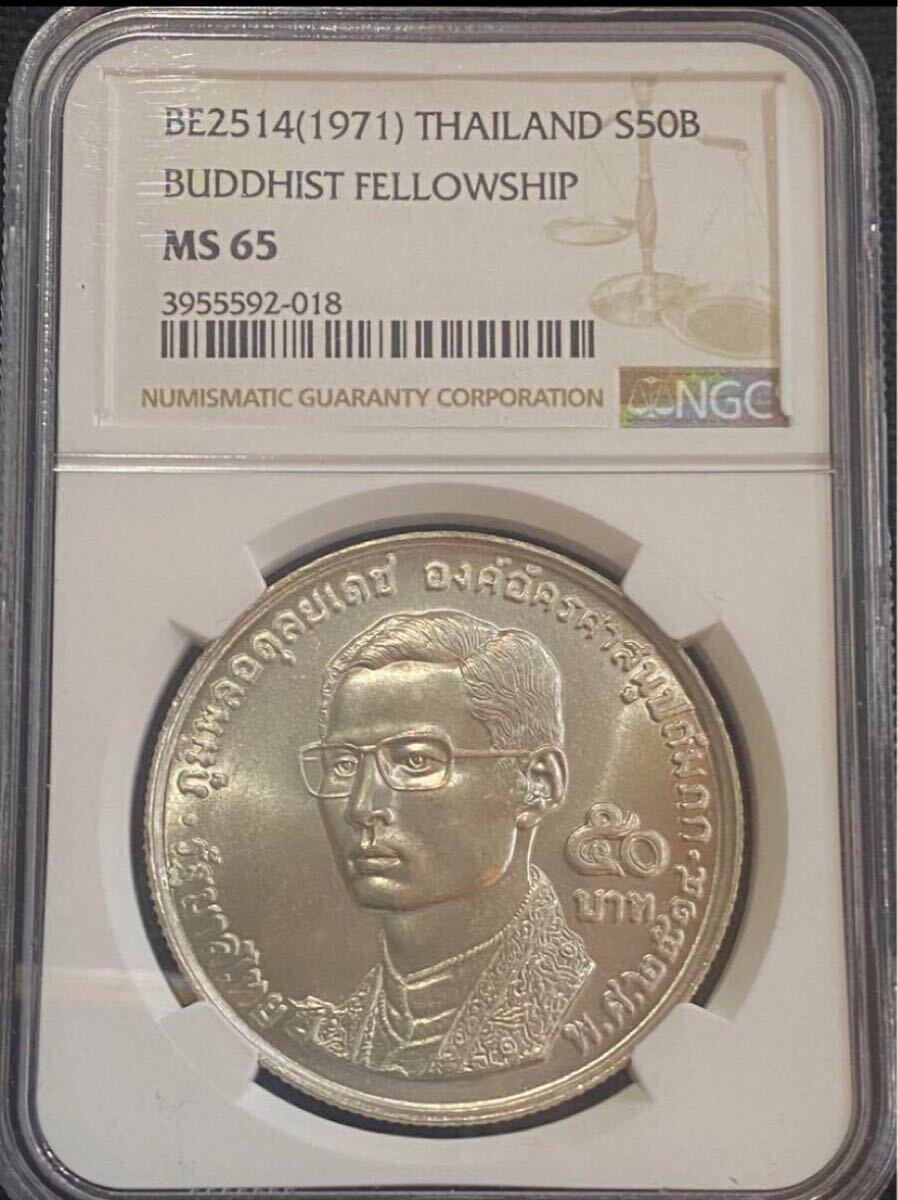 BE2514(1971) THAILAND S50B
BUDDHIST FELLOWSHIP
MS 65
3955592-018
NUMISMATIC GUARANTY CORPORATION
NGC
ภูมิพลอดุลยเดช องค์อัครศาสนูปถัมภก
๕๐
บาท
พ.ศ.๒๕๑๔